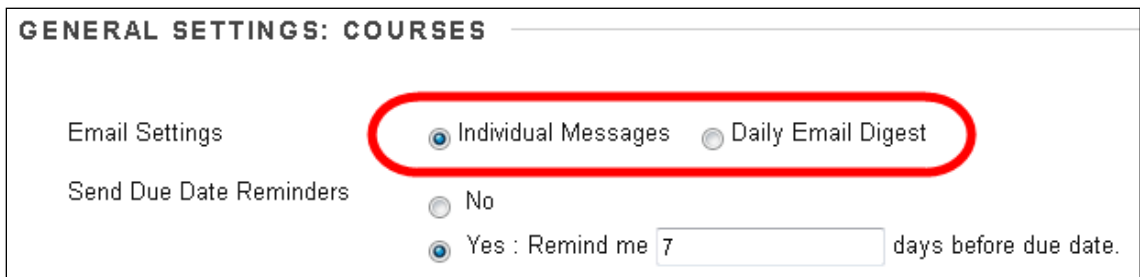 GENERAL SETTINGS: COURSES
Email Settings Individual Messages Daily Email Digest
Send Due Date Reminders No
Yes : Remind me 7 days before due date.